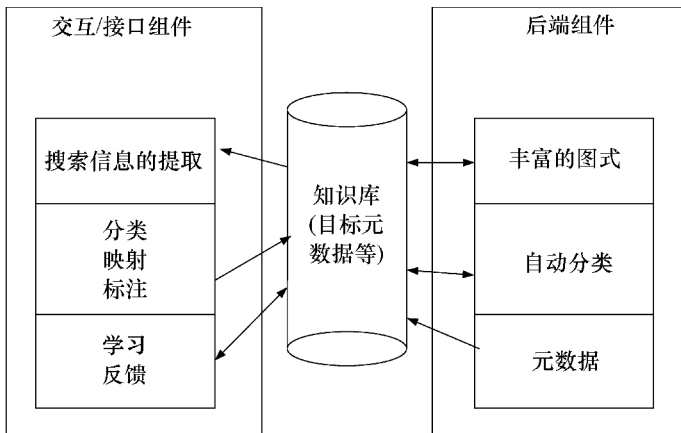 交互/接口组件
搜索信息的提取
分类
映射
标注
学习
反馈
知识库
(目标元
数据等)
后端组件
丰富的图式
自动分类
元数据